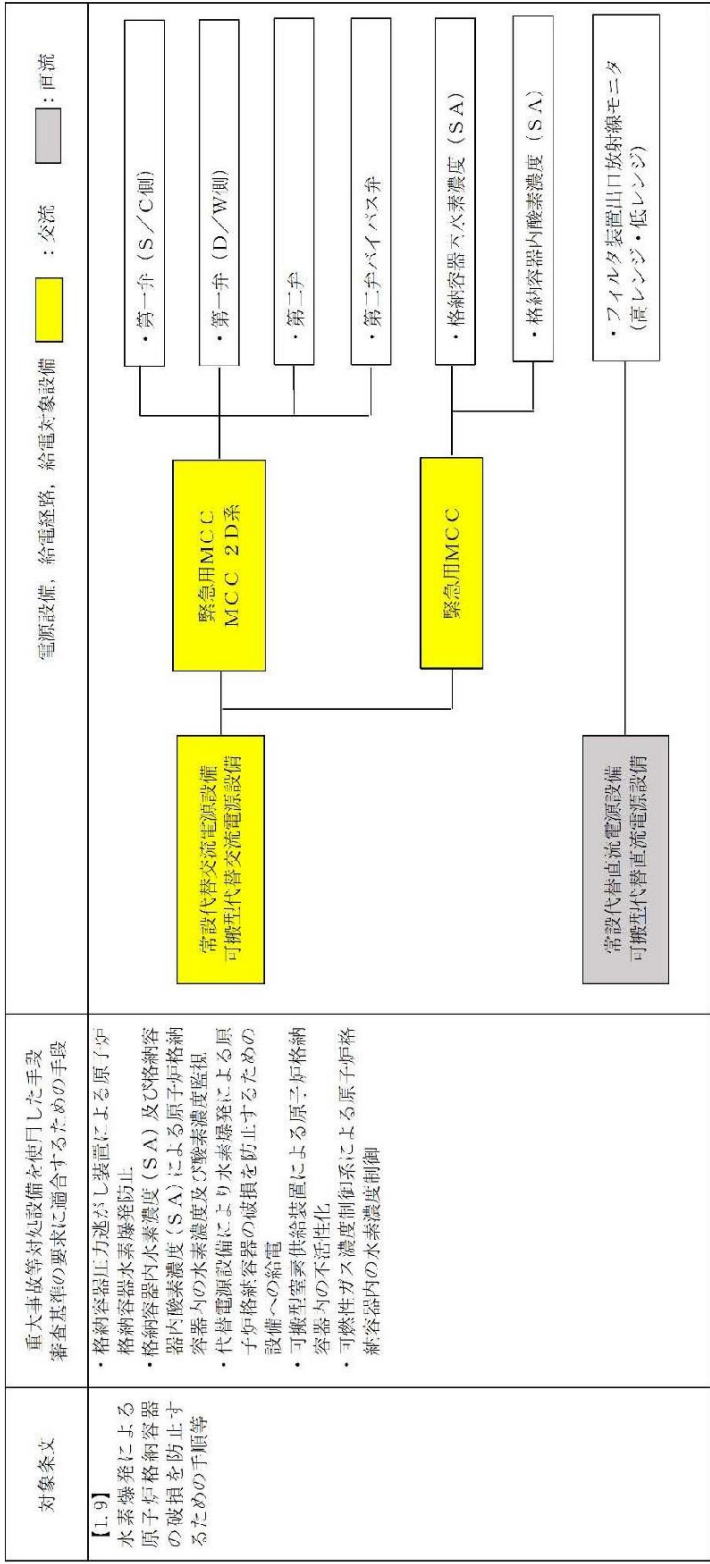 対象条文
重大事故等対処設備を使用した手段
審査基準の要求に適合するための手段
電源設備，給電経路，給電対象設備
：交流
：直流
【1.9】
水素爆発による
原子炉格納容器
の破損を防止す
るための手順等
・格納容器圧力逃がし装置による原子炉
格納容器水素爆発防止
・格納容器内水素濃度（ＳＡ）及び格納容
器内酸素濃度（ＳＡ）による原子炉格納
容器内の水素濃度及び酸素濃度監視
・代替電源設備により水素爆発による原
子炉格納容器の破損を防止するための
設備への給電
・可搬型窒素供給装置による原子炉格納
容器内の不活性化
・可燃性ガス濃度制御系による原子炉格
納容器内の水素濃度制御
常設代替交流電源設備
可搬型代替交流電源設備
緊急用ＭＣＣ
ＭＣＣ　２Ｄ系
・第一弁（Ｓ／Ｃ側）
・第一弁（Ｄ／Ｗ側）
・第二弁
・第二弁バイパス弁
緊急用ＭＣＣ
・格納容器内水素濃度（ＳＡ）
・格納容器内酸素濃度（ＳＡ）
常設代替直流電源設備
可搬型代替直流電源設備
・フィルタ装置出口放射線モニタ
（高レンジ・低レンジ）